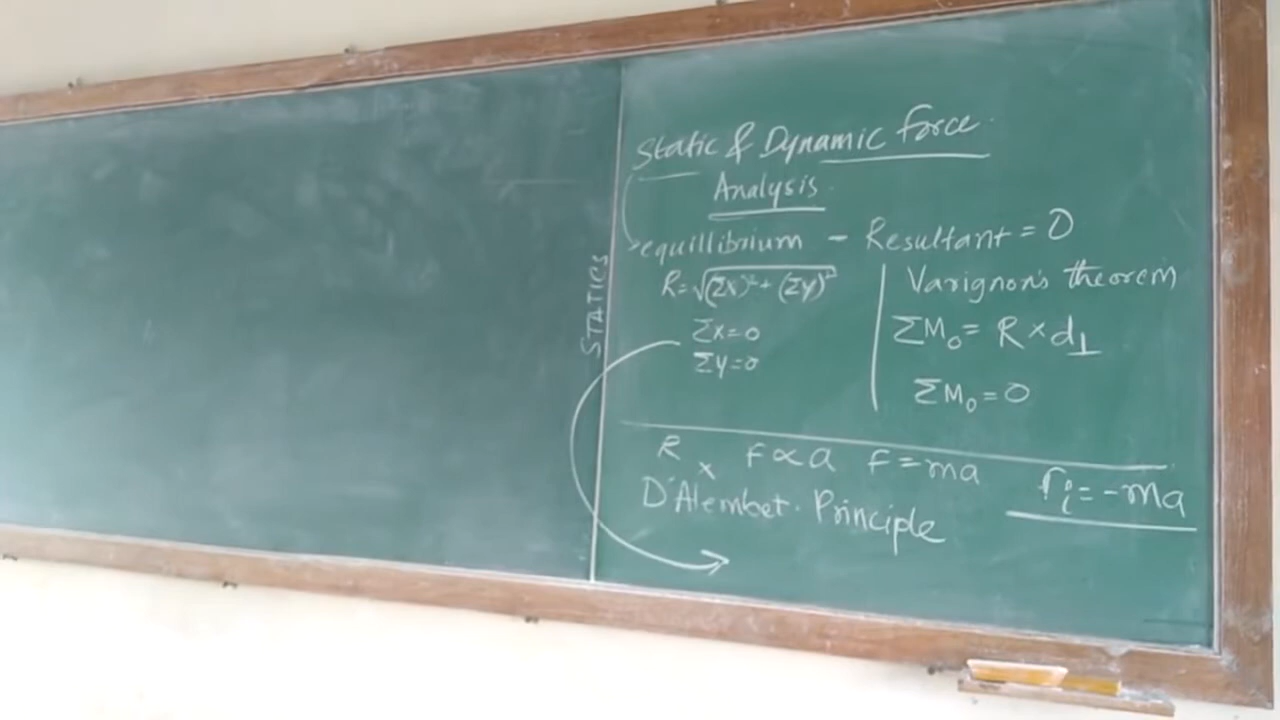 Static & Dynamic force
Analysis
equillibrium - Resultant = 0
R = √(Σx)² + (Σy)²
Σx=0
Σy=0
Varignon's theorem
ΣM₀ = R × d⊥
ΣM₀ = 0
STATICS
R x F ∝ a F = ma
D'Alembet. Principle
Fi = -ma